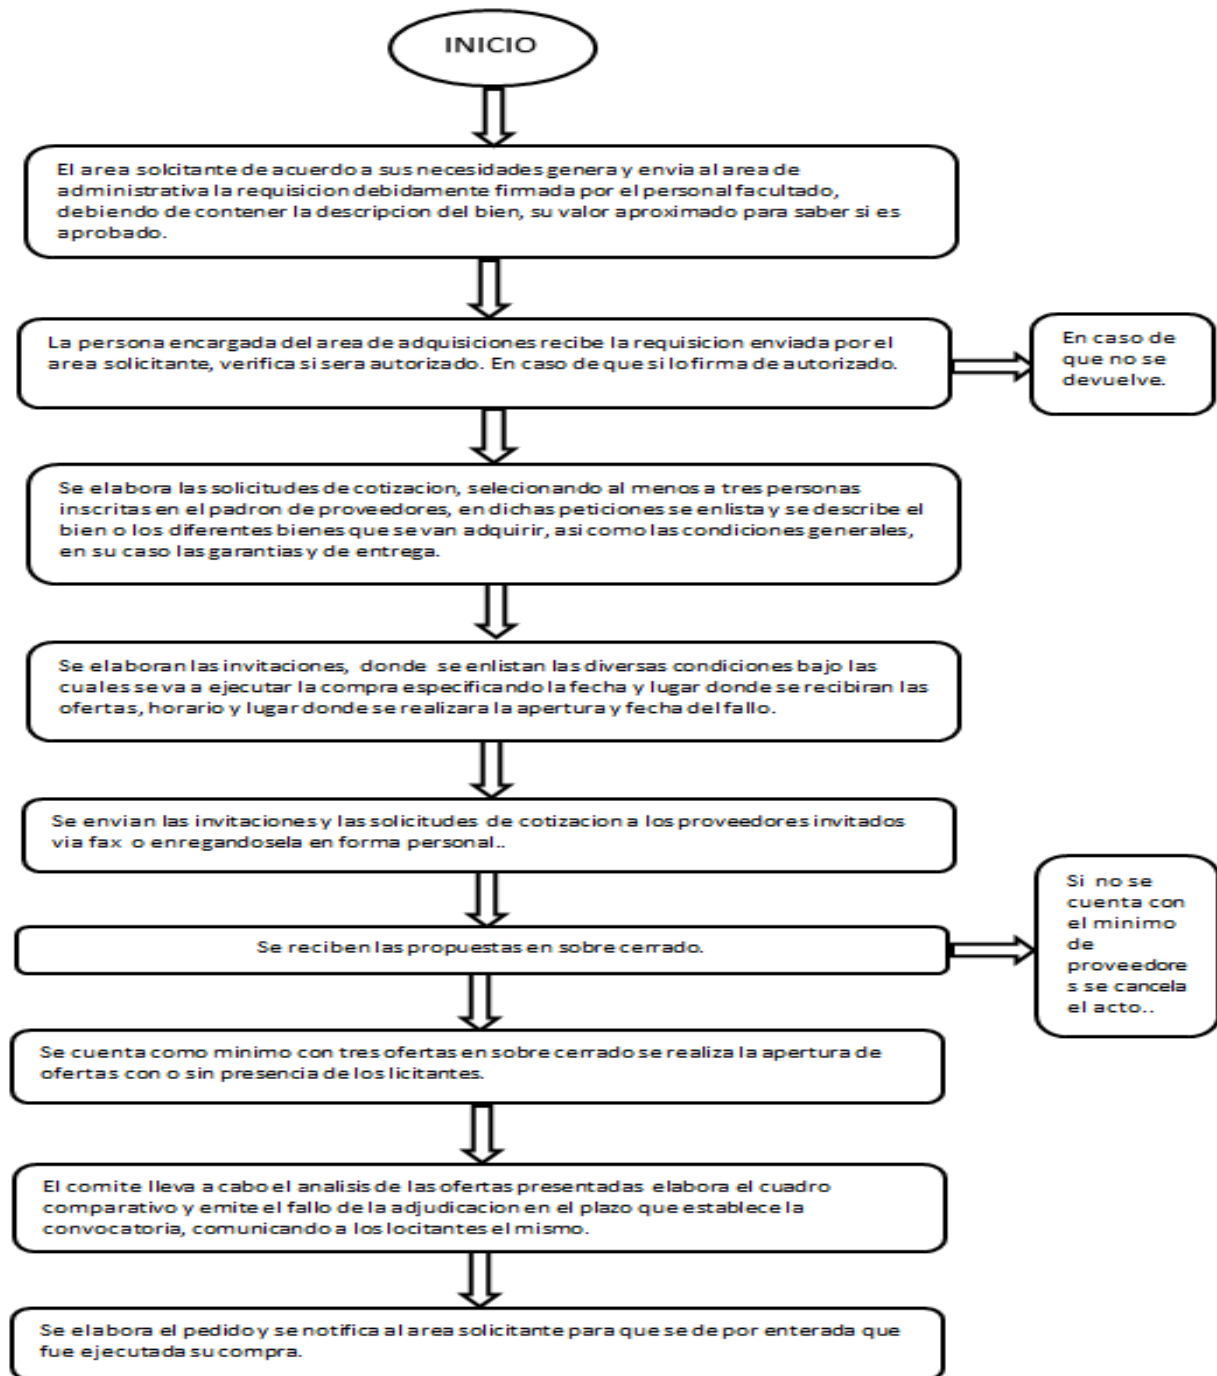 INICIO
El area solcitante de acuerdo a sus necesidades genera y envia al area de
administrativa la requisicion debidamente firmada por el personal facultado,
debiendo de contener la descripcion del bien, su valor aproximado para saber si es
aprobado.
La persona encargada del area de adquisiciones recibe la requisicion enviada por el
area solicitante, verifica si sera autorizado. En caso de que si lo firma de autorizado.
En caso de
que no se
devuelve.
Se elabora las solicitudes de cotizacion, selecionando al menos a tres personas
inscritas en el padron de proveedores, en dichas peticiones se enlista y se describe el
bien o los diferentes bienes que se van adquirir, asi como las condiciones generales,
en su caso las garantias y de entrega.
Se elaboran las invitaciones, donde se enlistan las diversas condiciones bajo las
cuales se va a ejecutar la compra especificando la fecha y lugar donde se recibiran las
ofertas, horario y lugar donde se realizara la apertura y fecha del fallo.
Se envian las invitaciones y las solicitudes de cotizacion a los proveedores invitados
via fax o enregandosela en forma personal..
Se reciben las propuestas en sobre cerrado.
Si no se
cuenta con
el minimo
de
proveedore
s se cancela
el acto..
Se cuenta como minimo con tres ofertas en sobre cerrado se realiza la apertura de
ofertas con o sin presencia de los licitantes.
El comite lleva a cabo el analisis de las ofertas presentadas elabora el cuadro
comparativo y emite el fallo de la adjudicacion en el plazo que establece la
convocatoria, comunicando a los locitantes el mismo.
Se elabora el pedido y se notifica al area solicitante para que se de por enterada que
fue ejecutada su compra.